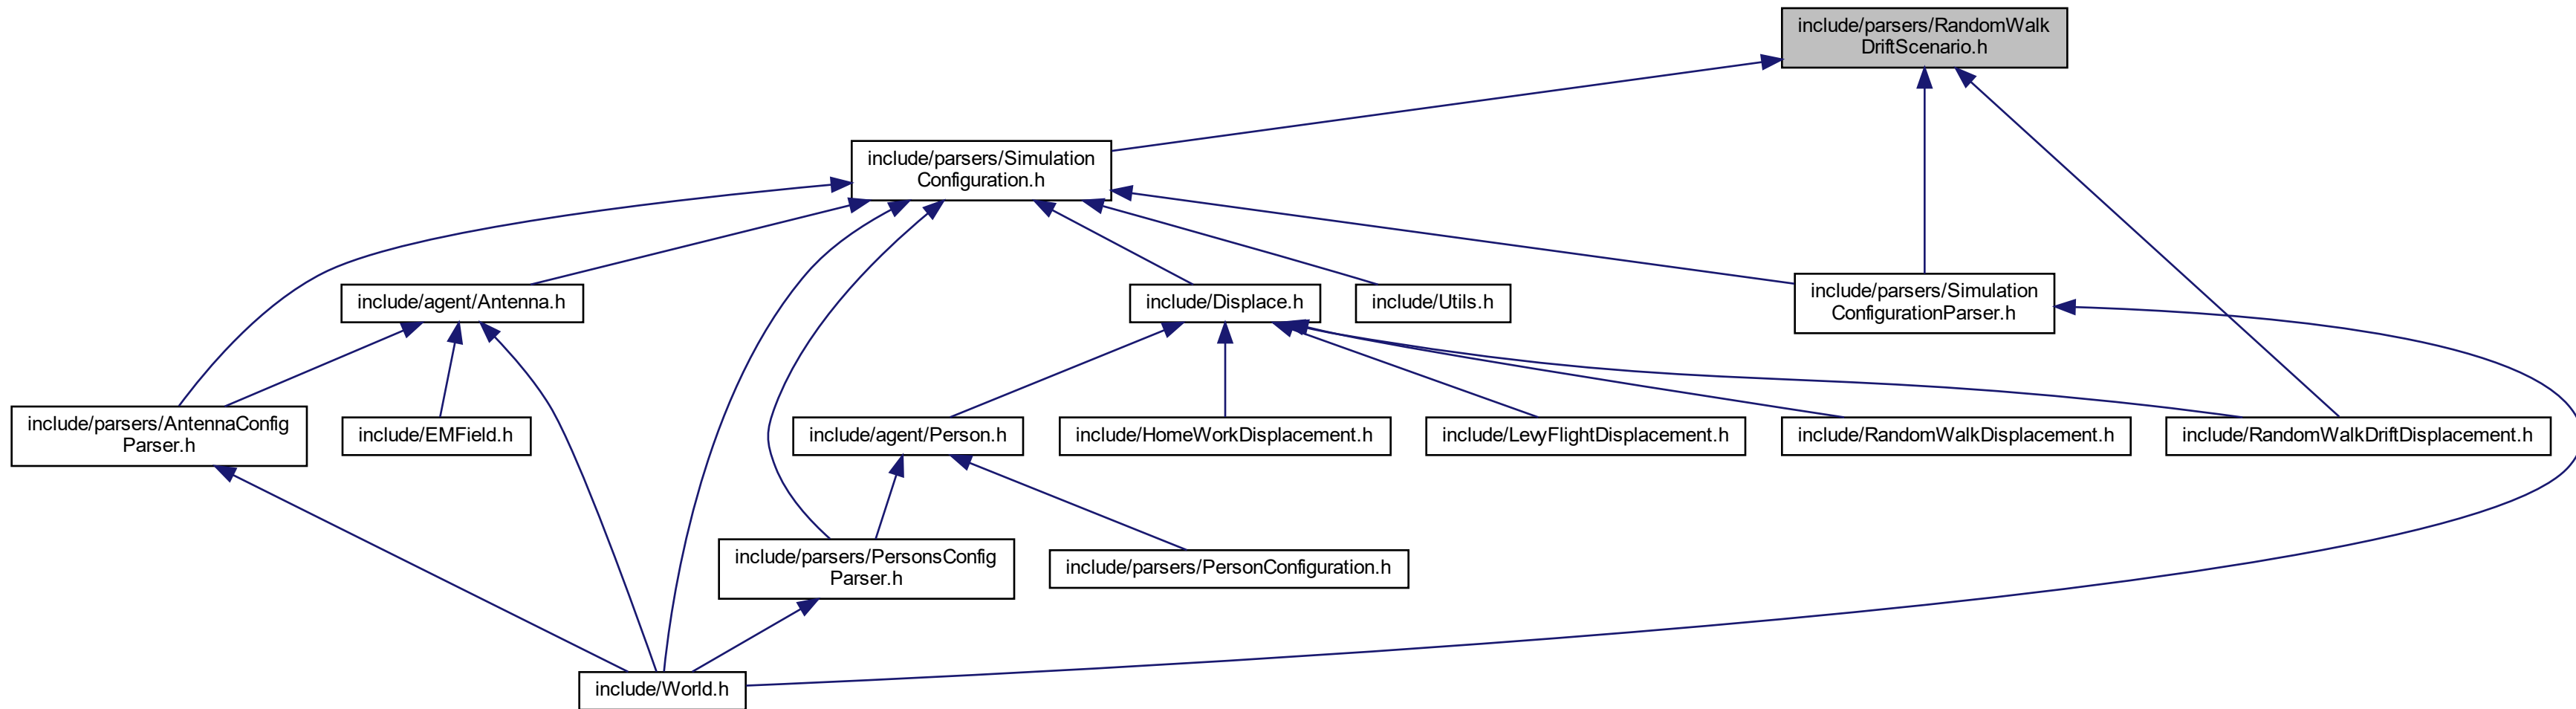 include/parsers/RandomWalk
DriftScenario.h
include/parsers/Simulation
Configuration.h
include/agent/Antenna.h
include/Displace.h
include/Utils.h
include/parsers/Simulation
ConfigurationParser.h
include/parsers/AntennaConfig
Parser.h
include/EMField.h
include/agent/Person.h
include/HomeWorkDisplacement.h
include/LevyFlightDisplacement.h
include/RandomWalkDisplacement.h
include/RandomWalkDriftDisplacement.h
include/parsers/PersonsConfig
Parser.h
include/parsers/PersonConfiguration.h
include/World.h